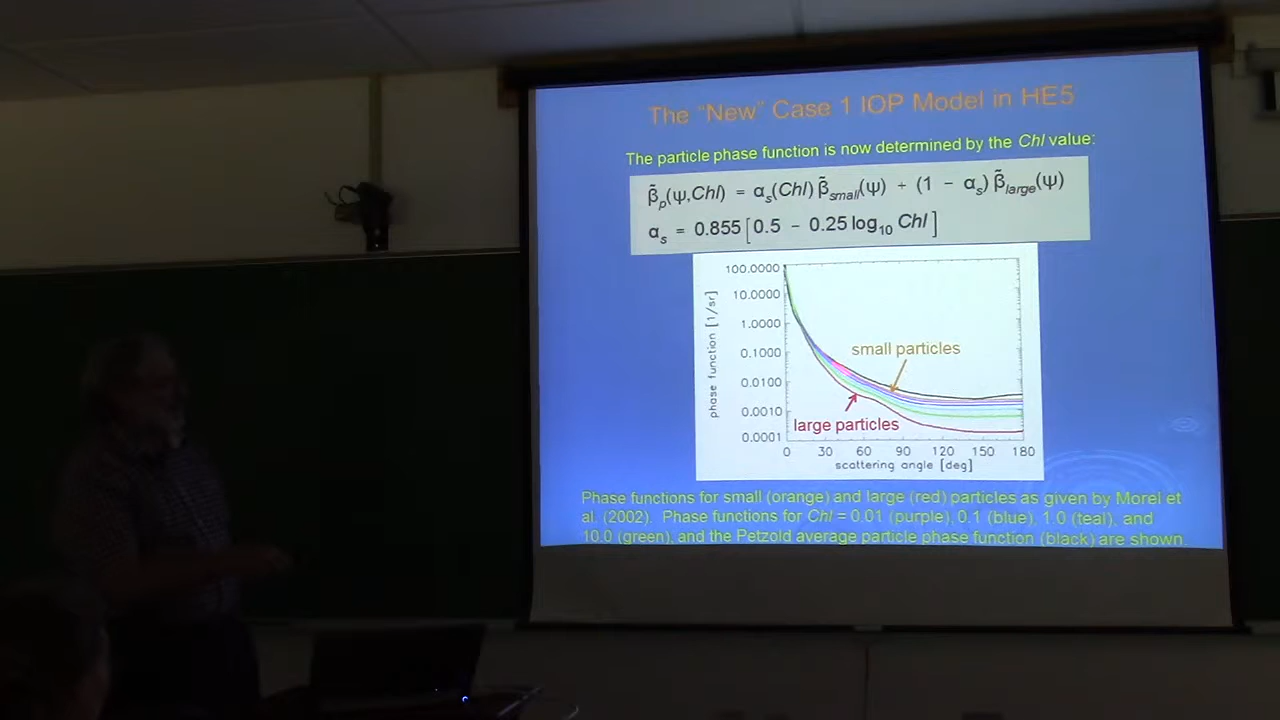 The "New" Case 1 IOP Model in HE5
The particle phase function is now determined by the Chl value:
β̃p(ψ,Chl) = αs(Chl) β̃small(ψ) + (1 - αs) β̃large(ψ)
αs = 0.855 [0.5 - 0.25 log10 Chl]
100.0000
10.0000
1.0000
0.1000
0.0100
0.0010
0.0001
phase function [1/sr]
small particles
large particles
0 30 60 90 120 150 180
scattering angle [deg]
Phase functions for small (orange) and large (red) particles as given by Morel et
al. (2002). Phase functions for Chl = 0.01 (purple), 0.1 (blue), 1.0 (teal), and
10.0 (green), and the Petzold average particle phase function (black) are shown.